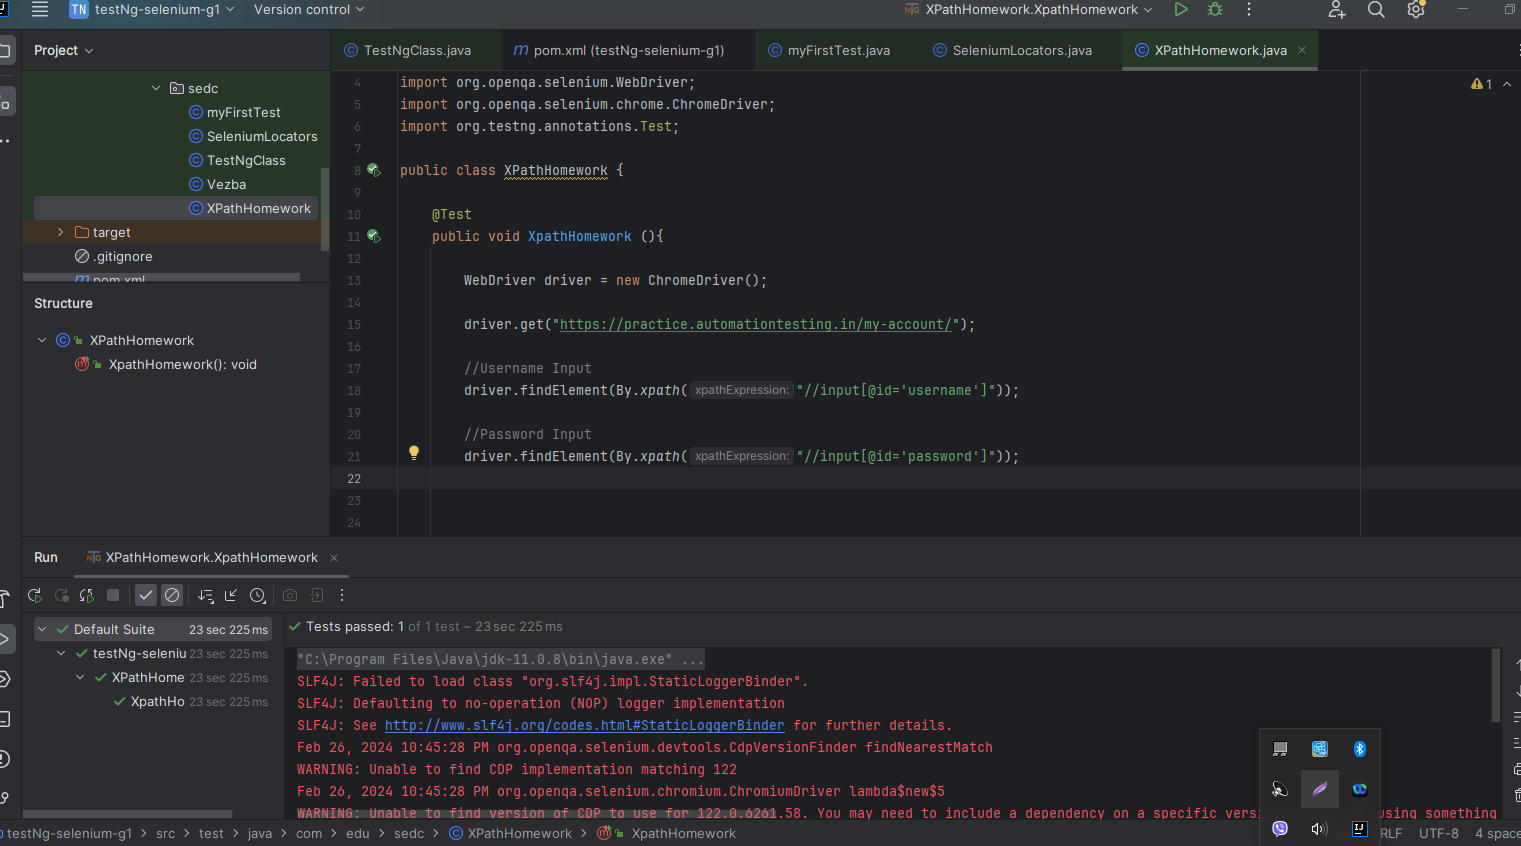 TN testNg-selenium-g1 Version control XPathHomework.XpathHomework
Project
TestNgClass.java pom.xml (testNg-selenium-g1) myFirstTest.java SeleniumLocators.java XPathHomework.java
sedc
myFirstTest
SeleniumLocators
TestNgClass
Vezba
XPathHomework
target
.gitignore
pom.xml
Structure
XPathHomework
XpathHomework(): void
1
4 import org.openqa.selenium.WebDriver;
5 import org.openqa.selenium.chrome.ChromeDriver;
6 import org.testng.annotations.Test;
7
8 public class XPathHomework {
9
10 @Test
11 public void XpathHomework (){
12
13 WebDriver driver = new ChromeDriver();
14
15 driver.get("https://practice.automationtesting.in/my-account/");
16
17 //Username Input
18 driver.findElement(By.xpath( xpathExpression: "//input[@id='username']"));
19
20 //Password Input
21 driver.findElement(By.xpath( xpathExpression: "//input[@id='password']"));
22
23
24
Run XPathHomework.XpathHomework
Default Suite 23 sec 225 ms
testNg-seleniu 23 sec 225 ms
XPathHome 23 sec 225 ms
XpathHo 23 sec 225 ms
Tests passed: 1 of 1 test – 23 sec 225 ms
"C:\Program Files\Java\jdk-11.0.8\bin\java.exe" ...
SLF4J: Failed to load class "org.slf4j.impl.StaticLoggerBinder".
SLF4J: Defaulting to no-operation (NOP) logger implementation
SLF4J: See http://www.slf4j.org/codes.html#StaticLoggerBinder for further details.
Feb 26, 2024 10:45:28 PM org.openqa.selenium.devtools.CdpVersionFinder findNearestMatch
WARNING: Unable to find CDP implementation matching 122
Feb 26, 2024 10:45:28 PM org.openqa.selenium.chromium.ChromiumDriver lambda$new$5
WARNING: Unable to find version of CDP to use for 122.0.6261.58. You may need to include a dependency on a specific versi using something
testNg-selenium-g1 > src > test > java > com > edu > sedc > XPathHomework > XpathHomework RLF UTF-8 4 space